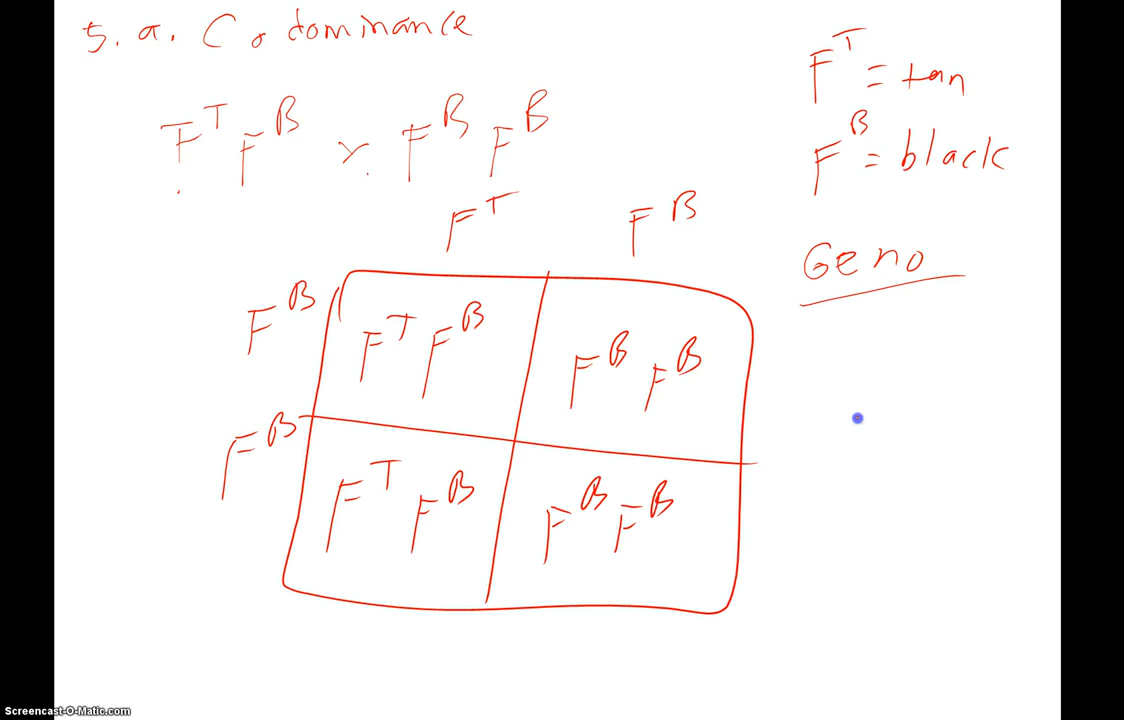 5. a. Codominance
F^T = tan
F^T F^B x F^B F^B
F^B = black
F^T F^B
Geno
F^B F^T F^B F^B F^B
F^B F^T F^B F^B F^B
Screencast-O-Matic.com